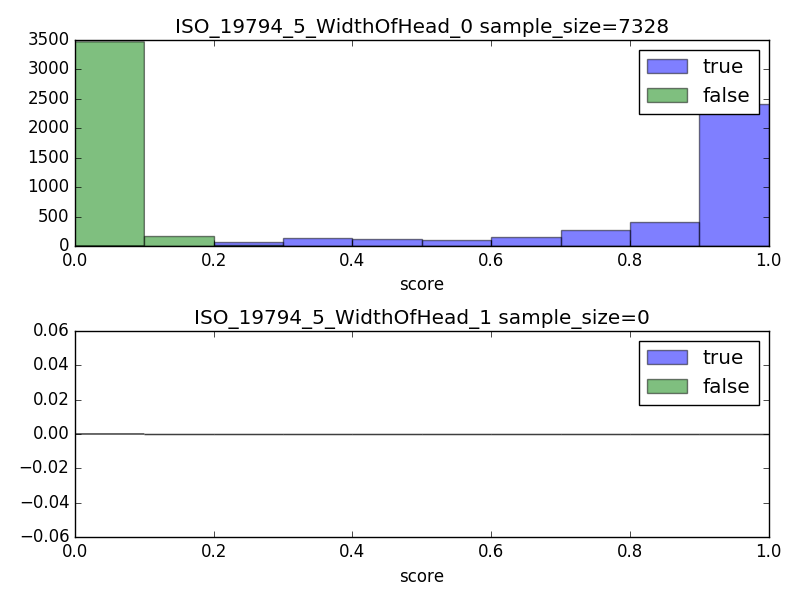 ISO_19794_5_WidthOfHead_0 sample_size=7328
3500
3000
2500
2000
1500
1000
500
0
true
false
0.0 0.2 0.4 0.6 0.8 1.0
score
ISO_19794_5_WidthOfHead_1 sample_size=0
0.06
0.04
0.02
0.00
−0.02
−0.04
−0.06
true
false
0.0 0.2 0.4 0.6 0.8 1.0
score